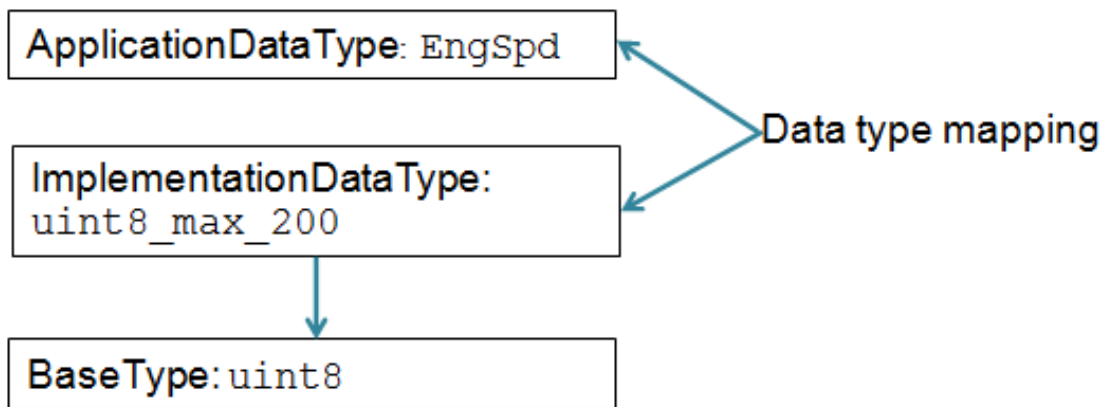 ApplicationDataType: EngSpd
Data type mapping
ImplementationDataType:
uint8_max_200
BaseType: uint8